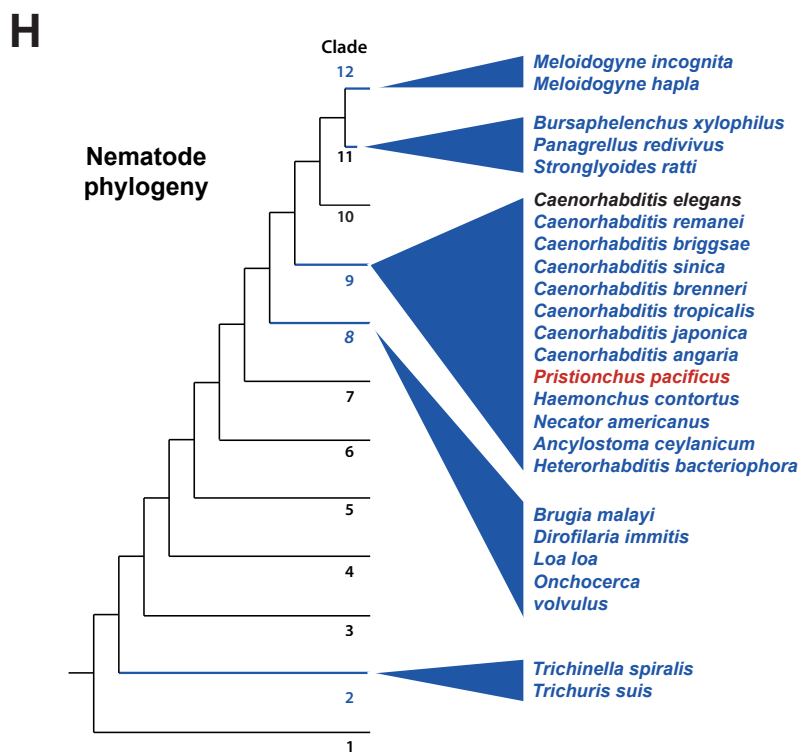 H
Clade
Nematode
phylogeny
12
11
10
9
8
7
6
5
4
3
2
1
Meloidogyne incognita
Meloidogyne hapla
Bursaphelenchus xylophilus
Panagrellus redivivus
Stronglyoides ratti
Caenorhabditis elegans
Caenorhabditis remanei
Caenorhabditis briggsae
Caenorhabditis sinica
Caenorhabditis brenneri
Caenorhabditis tropicalis
Caenorhabditis japonica
Caenorhabditis angaria
Pristionchus pacificus
Haemonchus contortus
Necator americanus
Ancylostoma ceylanicum
Heterorhabditis bacteriophora
Brugia malayi
Dirofilaria immitis
Loa loa
Onchocerca
volvulus
Trichinella spiralis
Trichuris suis